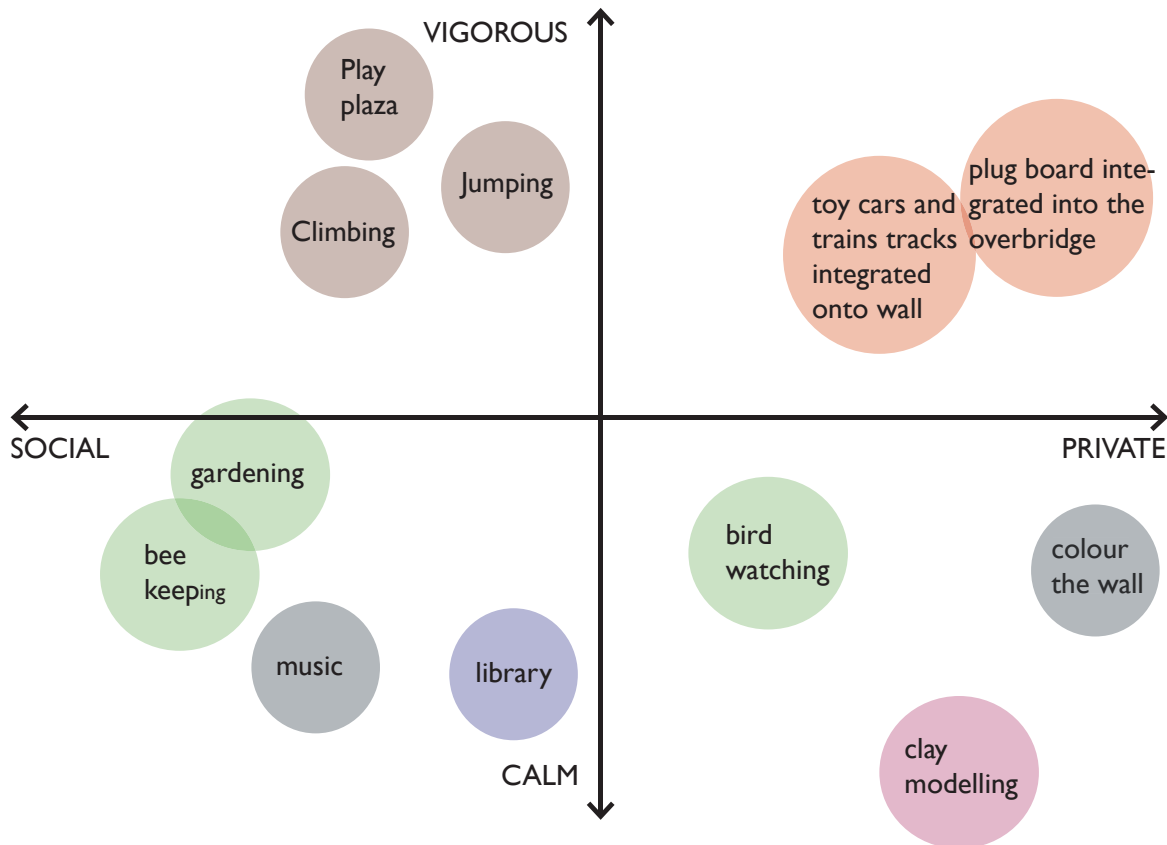 VIGOROUS
Play
plaza
Jumping
Climbing
toy cars and
trains tracks
integrated
onto wall
plug board inte-
grated into the
overbridge
SOCIAL
PRIVATE
gardening
bee
keeping
music
library
bird
watching
colour
the wall
clay
modelling
CALM